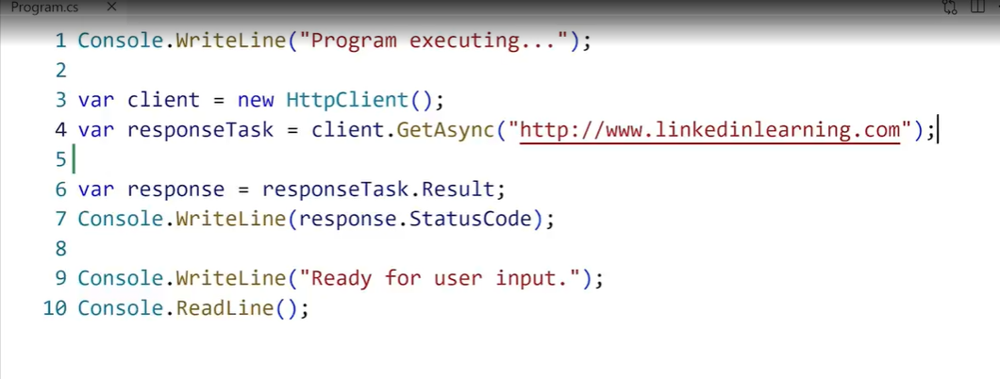 Program.cs
1 Console.WriteLine("Program executing...");
2
3 var client = new HttpClient();
4 var responseTask = client.GetAsync("http://www.linkedinlearning.com");
5
6 var response = responseTask.Result;
7 Console.WriteLine(response.StatusCode);
8
9 Console.WriteLine("Ready for user input.");
10 Console.ReadLine();